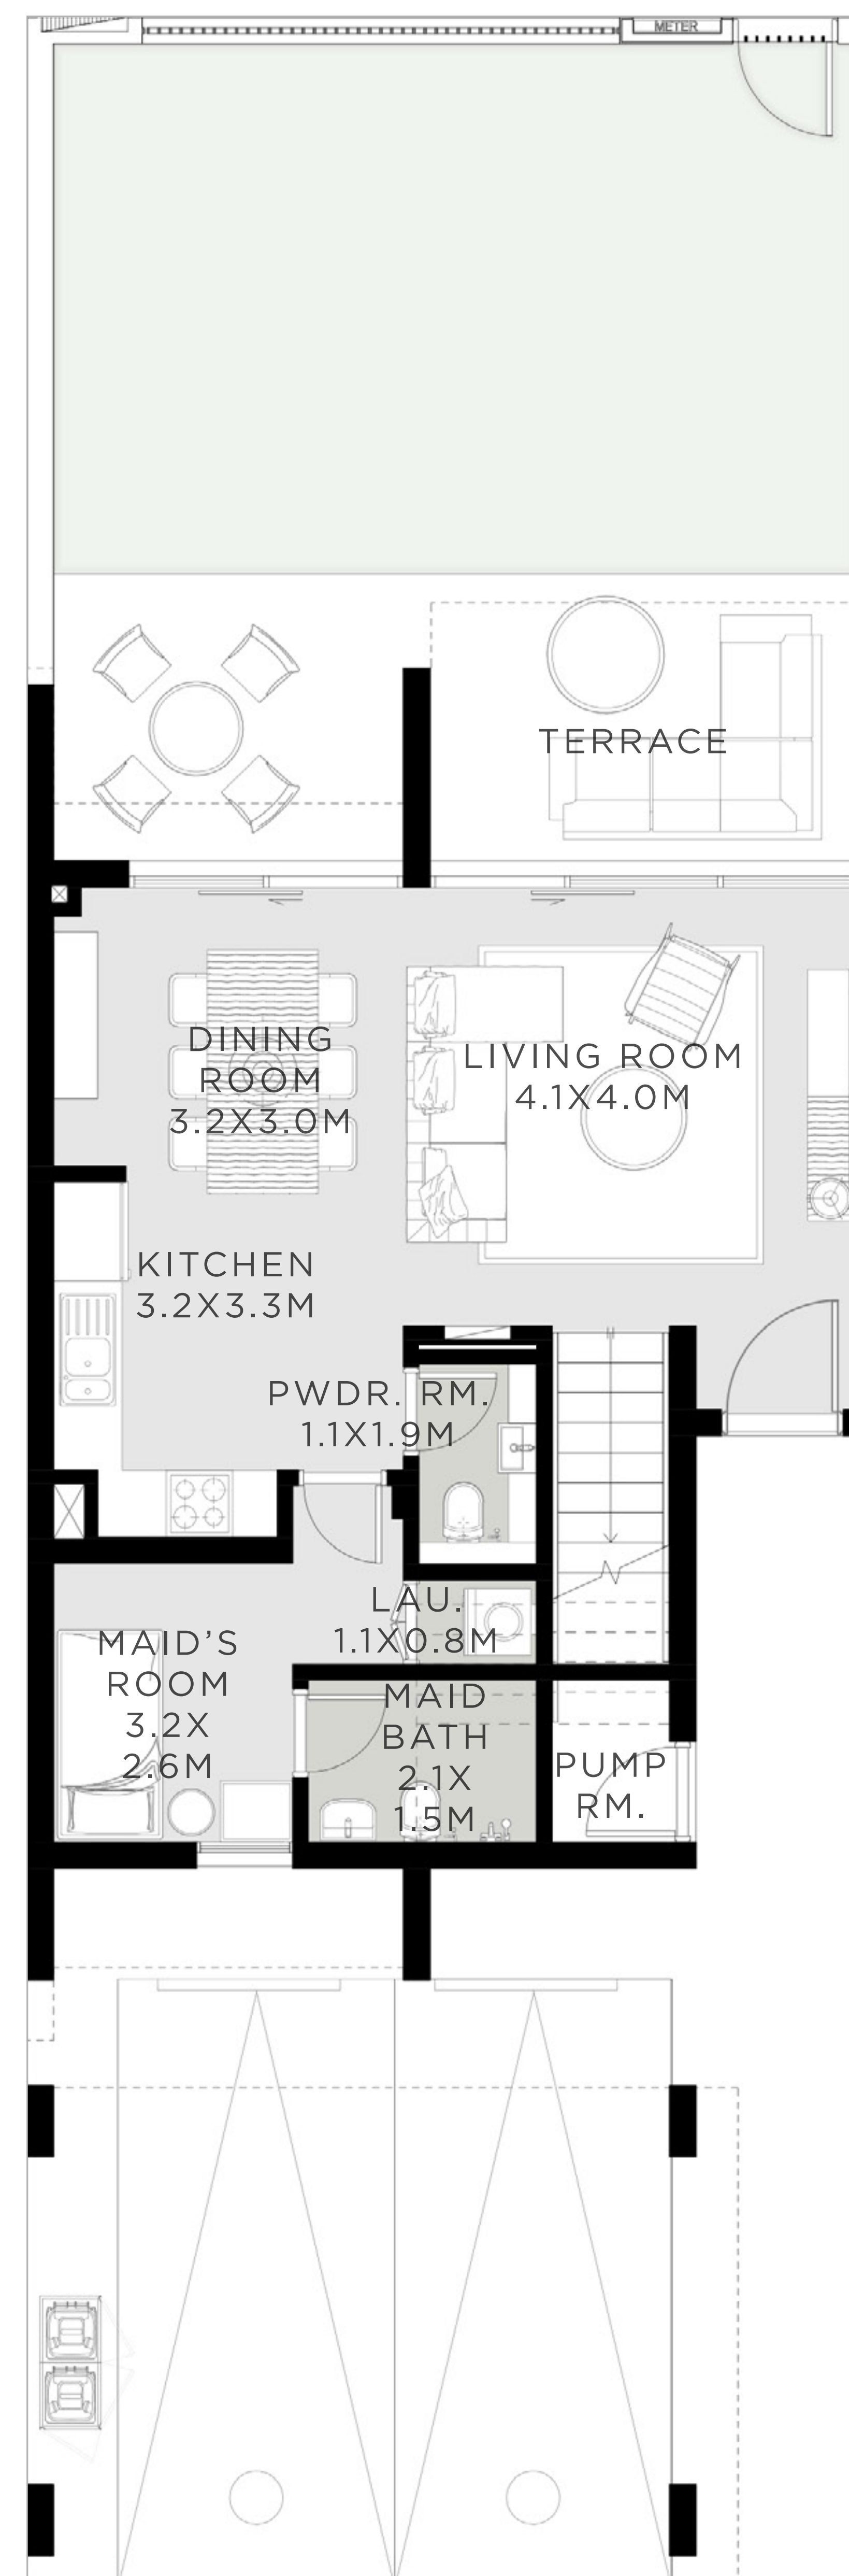 METER
TERRACE
DINING
ROOM
3.2X3.0M
LIVING ROOM
4.1X4.0M
KITCHEN
3.2X3.3M
PWDR. RM.
1.1X1.9M
LAU.
1.1X0.8M
MAID'S
ROOM
3.2X
2.6M
MAID
BATH
2.1X
1.5M
PUMP
RM.